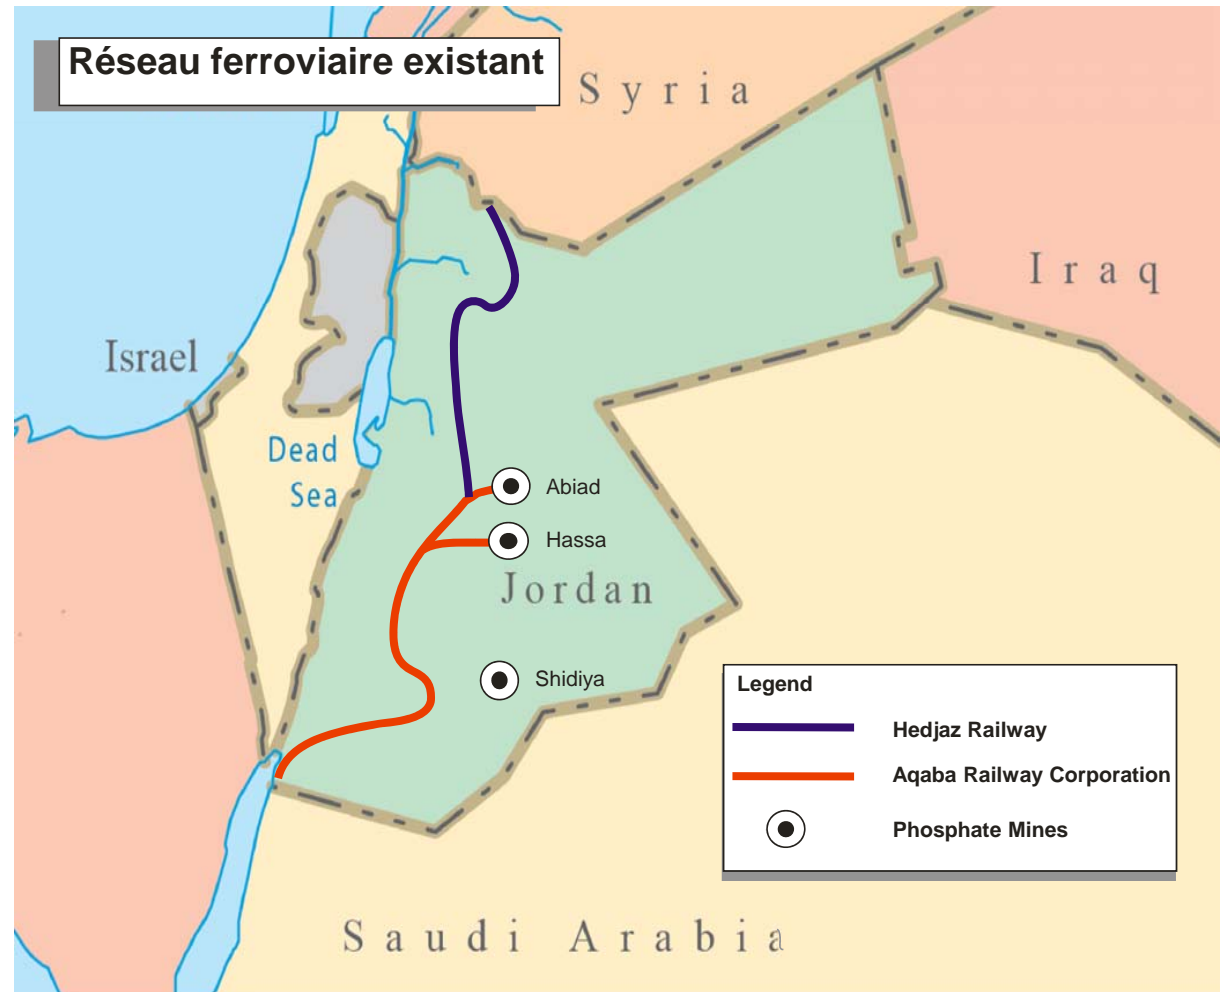 Réseau ferroviaire existant
Syria
Iraq
Israel
Dead
Sea
Abiad
Hassa
Jordan
Shidiya
Legend
Hedjaz Railway
Aqaba Railway Corporation
Phosphate Mines
Saudi Arabia